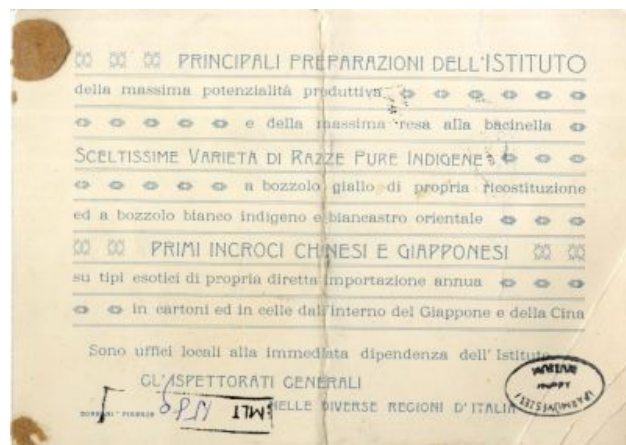 PRINCIPALI PREPARAZIONI DELL'ISTITUTO
della massima potenzialità produttiva
e della massima resa alla bacinella
SCELTISSIME VARIETÀ DI RAZZE PURE INDIGENE
a bozzolo giallo di propria ricostituzione
ed a bozzolo bianco indigeno e biancastro orientale
PRIMI INCROCI CHINESI E GIAPPONESI
su tipi esotici di propria diretta importazione annua
in cartoni ed in celle dall'interno del Giappone e della Cina
Sono uffici locali alla immediata dipendenza dell'Istituto
GL'ISPETTORATI GENERALI
NELLE DIVERSE REGIONI D'ITALIA
MLT
IPARMŰVÉSZETI